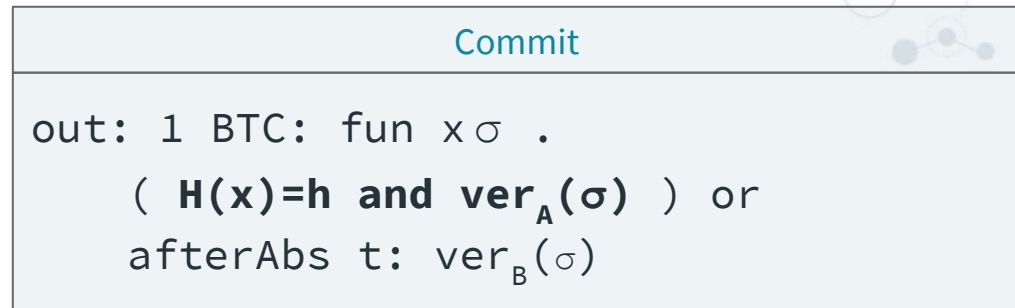 Commit
out: 1 BTC: fun x σ .
( H(x)=h and ver_A(σ) ) or
afterAbs t: ver_B(σ)